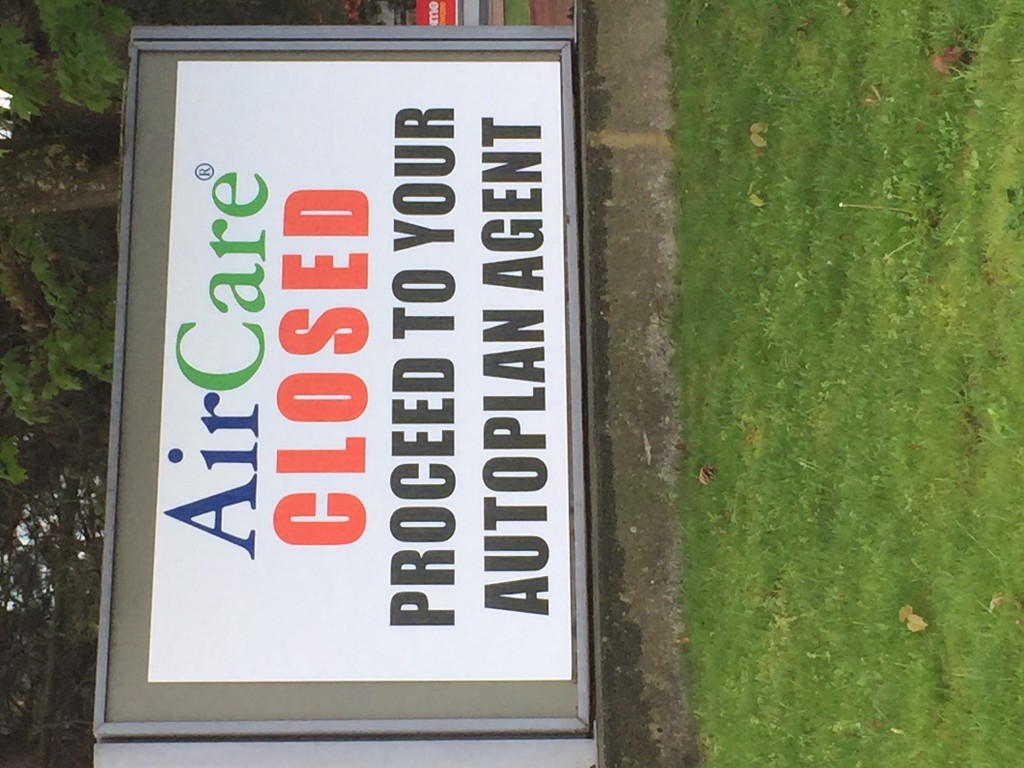 AirCare®
CLOSED
PROCEED TO YOUR
AUTOPLAN AGENT